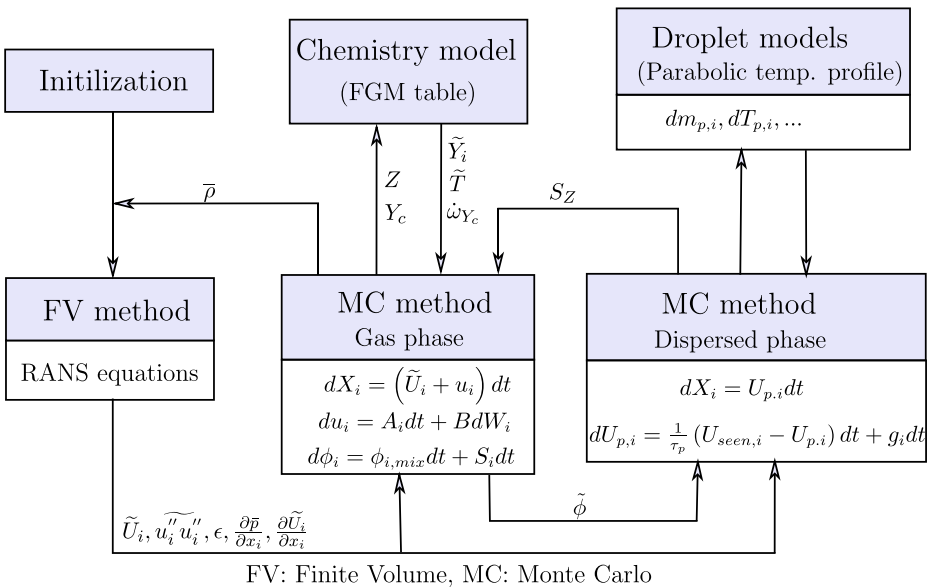 Initilization
Chemistry model
(FGM table)
Droplet models
(Parabolic temp. profile)
$dm_{p,i}, dT_{p,i}, ...$
$\widetilde{Y}_i$
$\widetilde{T}$
$\dot{\omega}_{Y_c}$
$Z$
$Y_c$
$\overline{\rho}$
$S_Z$
FV method
RANS equations
MC method
Gas phase
$dX_i = \left(\widetilde{U}_i + u_i\right) dt$
$du_i = A_i dt + B dW_i$
$d\phi_i = \phi_{i,mix} dt + S_i dt$
MC method
Dispersed phase
$dX_i = U_{p.i} dt$
$dU_{p,i} = \frac{1}{\tau_p} \left(U_{seen,i} - U_{p.i}\right) dt + g_i dt$
$\tilde{\phi}$
$\widetilde{U}_i, \widetilde{u_i^{''} u_i^{''}}, \epsilon, \frac{\partial \overline{p}}{\partial x_i}, \frac{\partial \widetilde{U}_i}{\partial x_i}$
FV: Finite Volume, MC: Monte Carlo